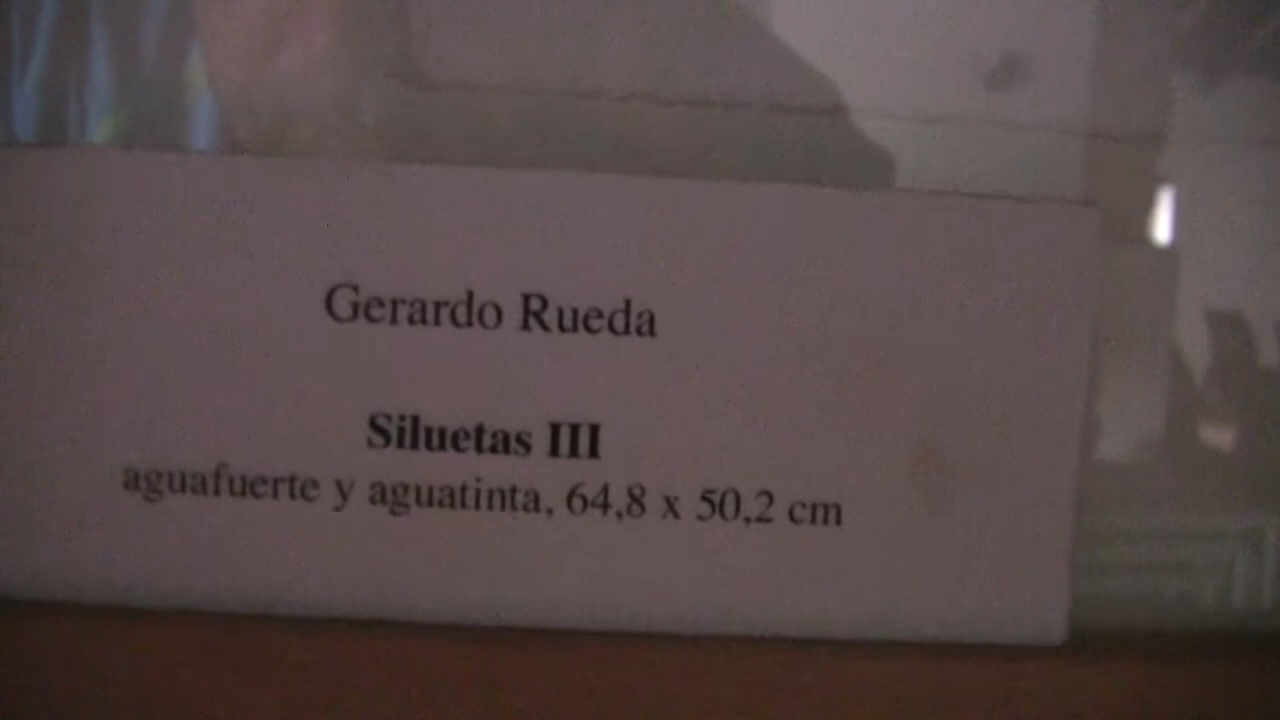 Gerardo Rueda
Siluetas III
aguafuerte y aguatinta, 64,8 x 50,2 cm